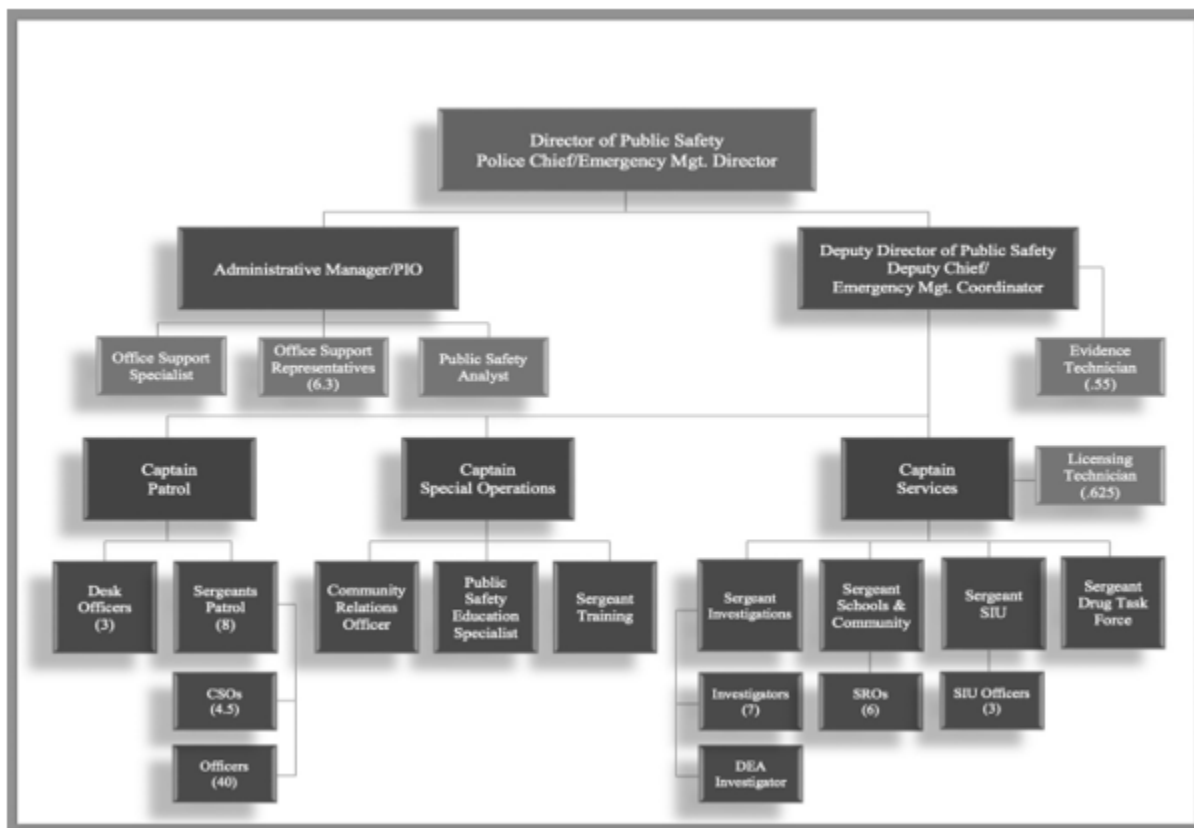 Director of Public Safety
Police Chief/Emergency Mgt. Director
Administrative Manager/PIO
Deputy Director of Public Safety
Deputy Chief/
Emergency Mgt. Coordinator
Office Support
Specialist
Office Support
Representatives
(6.3)
Public Safety
Analyst
Evidence
Technician
(.55)
Captain
Patrol
Captain
Special Operations
Captain
Services
Licensing
Technician
(.625)
Desk
Officers
(3)
Sergeants
Patrol
(8)
Community
Relations
Officer
Public
Safety
Education
Specialist
Sergeant
Training
Sergeant
Investigations
Sergeant
Schools &
Community
Sergeant
SIU
Sergeant
Drug Task
Force
CSOs
(4.5)
Investigators
(7)
SROs
(6)
SIU Officers
(3)
Officers
(40)
DEA
Investigator